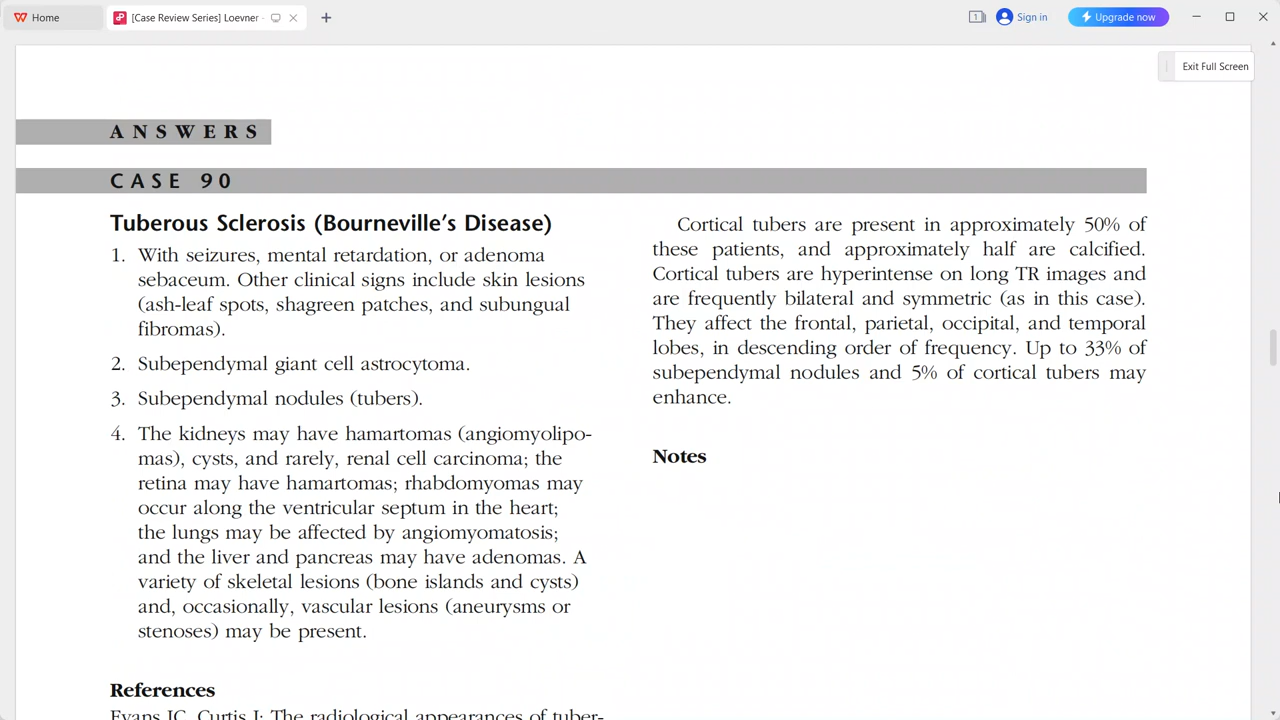 Home
[Case Review Series] Loevner -
1
Sign in
Upgrade now
Exit Full Screen
ANSWERS
CASE 90
Tuberous Sclerosis (Bourneville's Disease)
1. With seizures, mental retardation, or adenoma
sebaceum. Other clinical signs include skin lesions
(ash-leaf spots, shagreen patches, and subungual
fibromas).
2. Subependymal giant cell astrocytoma.
3. Subependymal nodules (tubers).
4. The kidneys may have hamartomas (angiomyolipo-
mas), cysts, and rarely, renal cell carcinoma; the
retina may have hamartomas; rhabdomyomas may
occur along the ventricular septum in the heart;
the lungs may be affected by angiomyomatosis;
and the liver and pancreas may have adenomas. A
variety of skeletal lesions (bone islands and cysts)
and, occasionally, vascular lesions (aneurysms or
stenoses) may be present.
References
Evans JC, Curtis J: The radiological appearances of tuber-
Cortical tubers are present in approximately 50% of
these patients, and approximately half are calcified.
Cortical tubers are hyperintense on long TR images and
are frequently bilateral and symmetric (as in this case).
They affect the frontal, parietal, occipital, and temporal
lobes, in descending order of frequency. Up to 33% of
subependymal nodules and 5% of cortical tubers may
enhance.
Notes